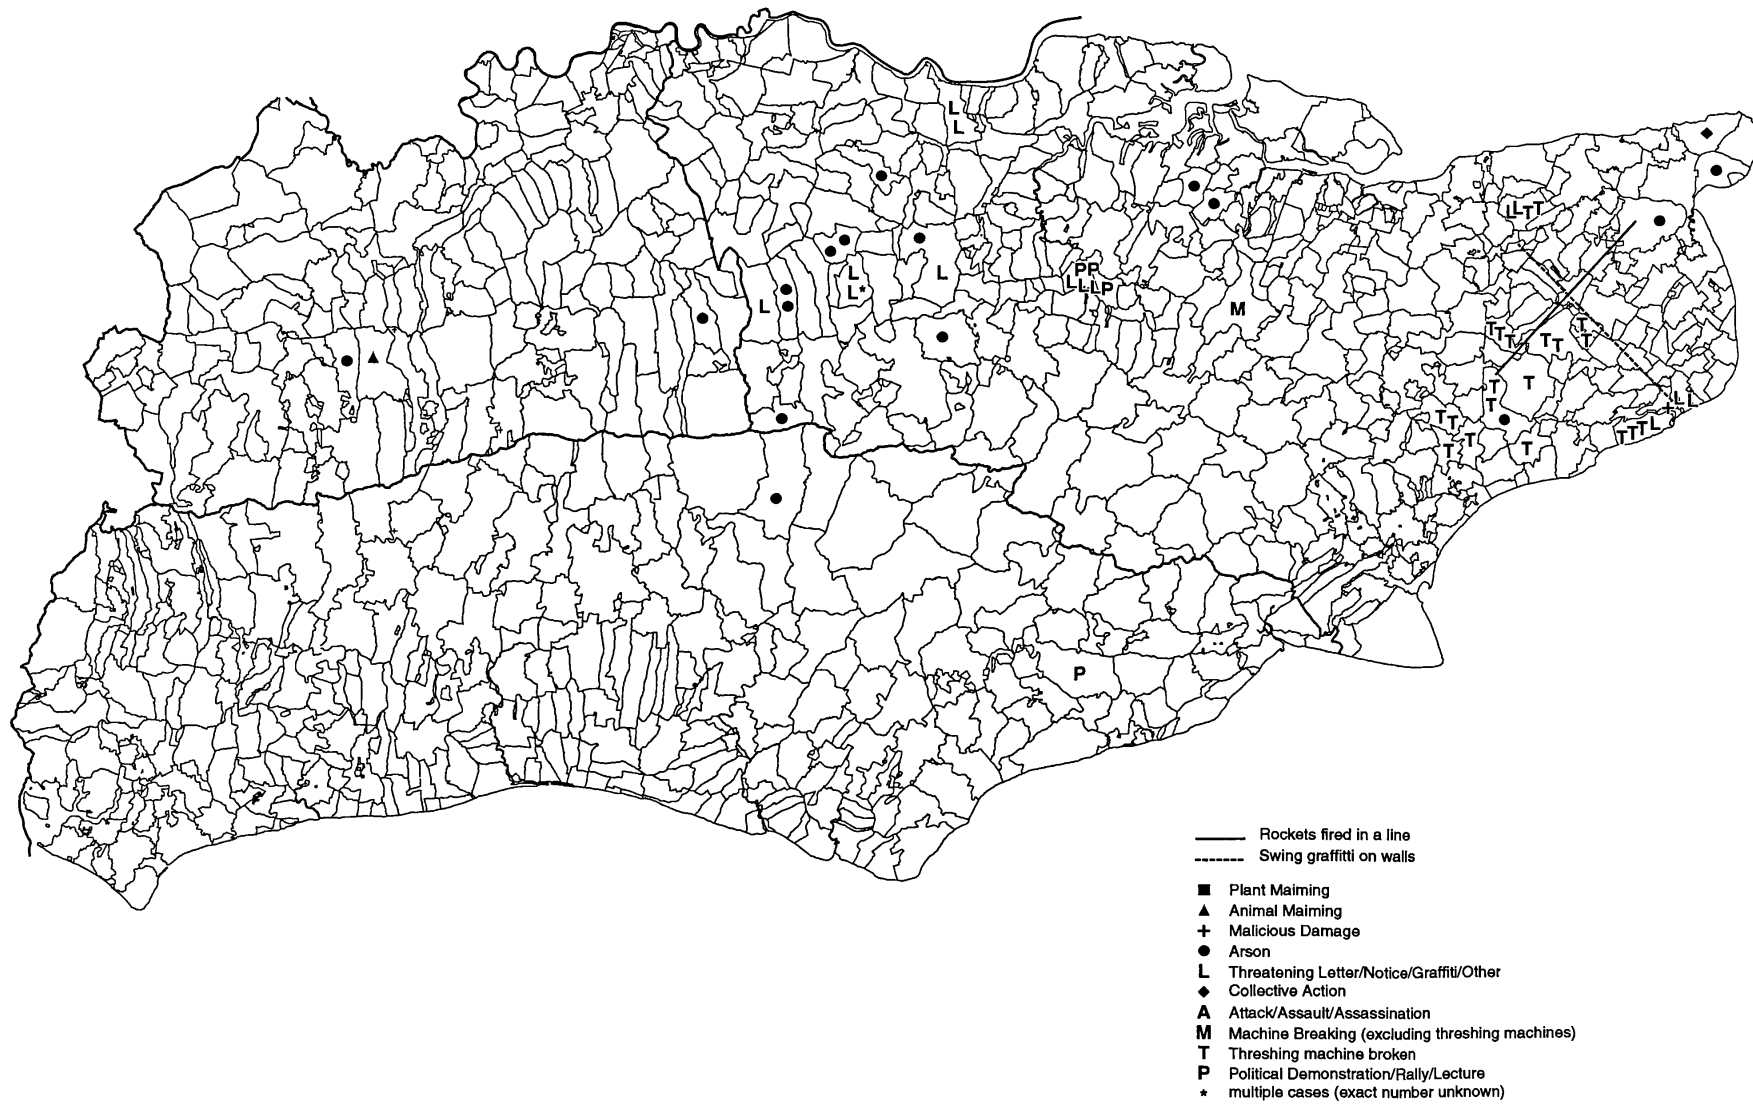 L
L
LLTT
PP
L
L
LLLP
L
L*
M
TTT
TT
T
T
T
T
T
LL
TT
T
T
T
TTTL
P
Rockets fired in a line
Swing graffitti on walls
Plant Maiming
Animal Maiming
+ Malicious Damage
Arson
L Threatening Letter/Notice/Graffiti/Other
Collective Action
A Attack/Assault/Assassination
M Machine Breaking (excluding threshing machines)
T Threshing machine broken
P Political Demonstration/Rally/Lecture
* multiple cases (exact number unknown)